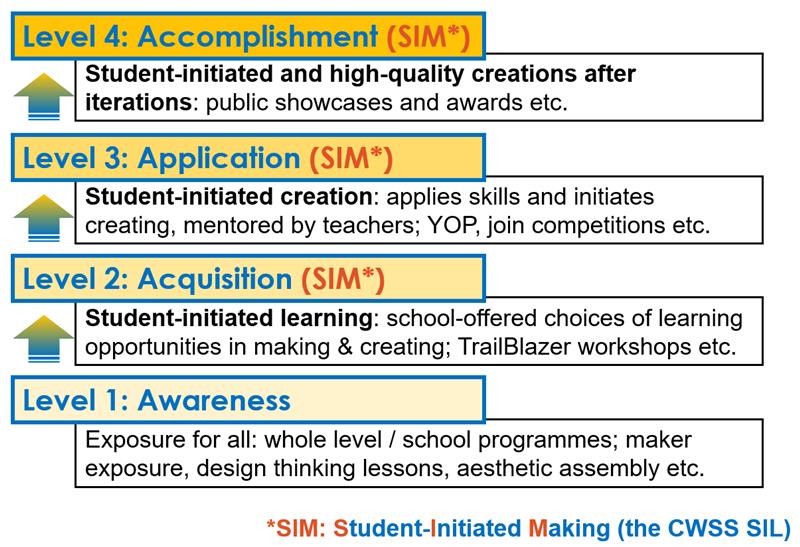 Level 4: Accomplishment (SIM*)
Student-initiated and high-quality creations after
iterations: public showcases and awards etc.
Level 3: Application (SIM*)
Student-initiated creation: applies skills and initiates
creating, mentored by teachers; YOP, join competitions etc.
Level 2: Acquisition (SIM*)
Student-initiated learning: school-offered choices of learning
opportunities in making & creating; TrailBlazer workshops etc.
Level 1: Awareness
Exposure for all: whole level / school programmes; maker
exposure, design thinking lessons, aesthetic assembly etc.
*SIM: Student-Initiated Making (the CWSS SIL)